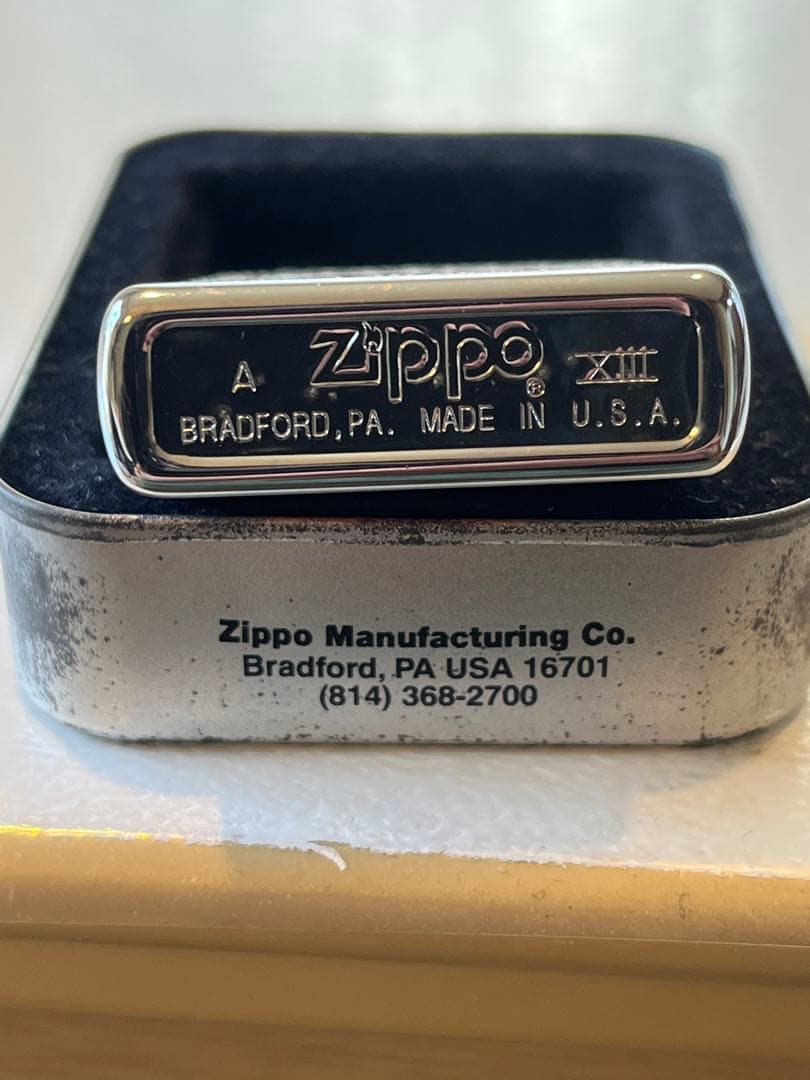 A Zippo® XIII
BRADFORD, PA. MADE IN U.S.A.
Zippo Manufacturing Co.
Bradford, PA USA 16701
(814) 368-2700